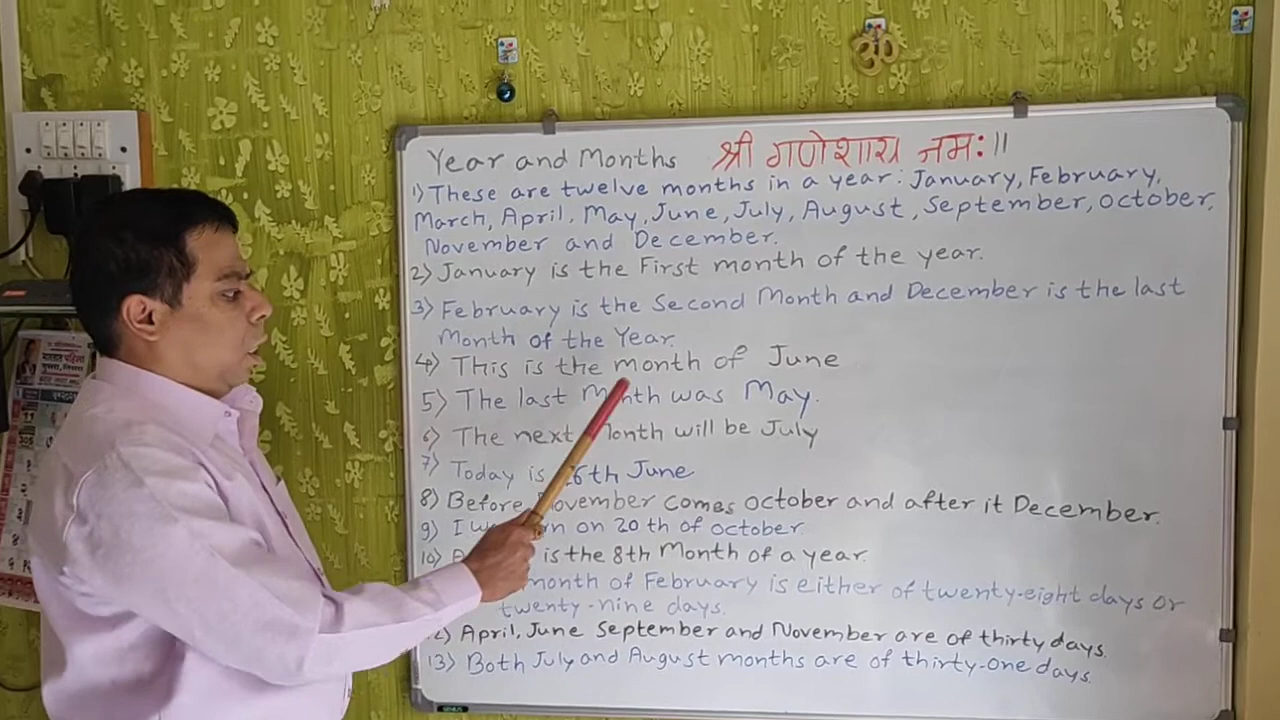 Year and Months श्री गणेशाय नमः॥
1) These are twelve months in a year: January, February,
March, April, May, June, July, August, September, October,
November and December.
2) January is the First month of the year.
3) February is the Second Month and December is the last
Month of the Year.
4) This is the month of June
5) The last Month was May.
6) The next Month will be July
7) Today is 26th June
8) Before November comes October and after it December.
9) I on 20 th of october.
10) is the 8th Month of a year.
month of February is either of twenty-eight days or
twenty-nine days.
12) April, June September and November are of thirty days.
13) Both July and August months are of thirty-one days.
GENIUS
11
305